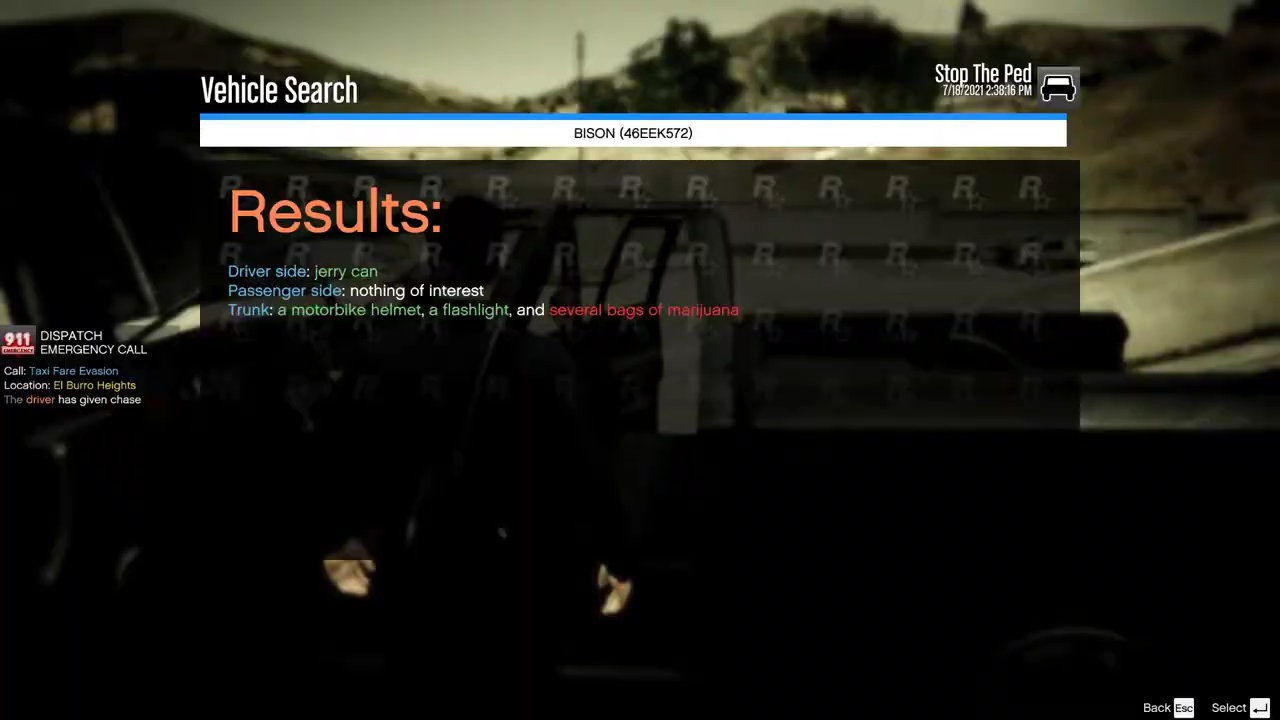 Vehicle Search
Stop The Ped
7/18/2021 2:38:16 PM
BISON (46EEK572)
Results:
Driver side: jerry can
Passenger side: nothing of interest
Trunk: a motorbike helmet, a flashlight, and several bags of marijuana
911
EMERGENCY
DISPATCH
EMERGENCY CALL
Call: Taxi Fare Evasion
Location: El Burro Heights
The driver has given chase
Back Esc
Select